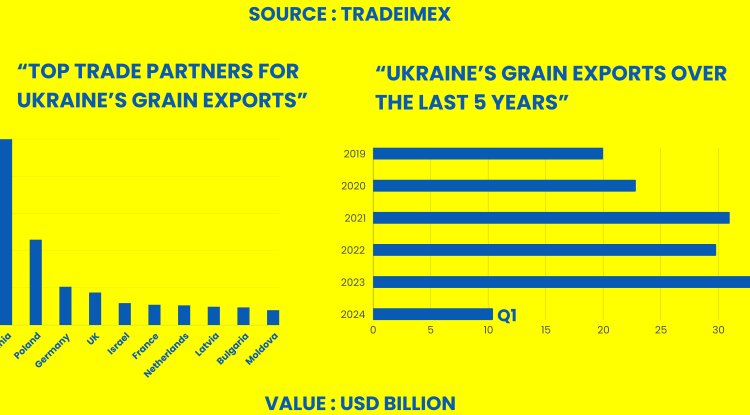 SOURCE : TRADEIMEX
“TOP TRADE PARTNERS FOR
UKRAINE’S GRAIN EXPORTS”
Poland
Germany
UK
Israel
France
Netherlands
Latvia
Bulgaria
Moldova
“UKRAINE’S GRAIN EXPORTS OVER
THE LAST 5 YEARS”
2019
2020
2021
2022
2023
2024
Q1
0 5 10 15 20 25 30
VALUE : USD BILLION